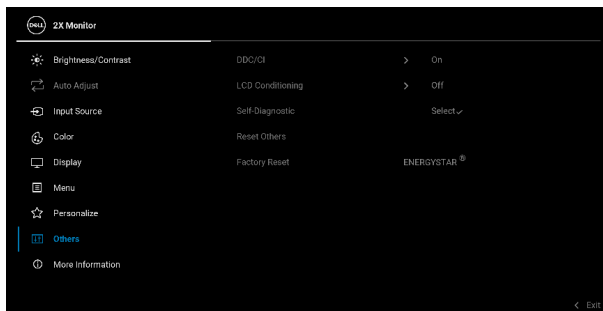 DELL 2X Monitor
Brightness/Contrast DDC/CI > On
Auto Adjust LCD Conditioning > Off
Input Source Self-Diagnostic Select ✓
Color Reset Others
Display Factory Reset ENERGYSTAR®
Menu
Personalize
Others
More Information
< Exit